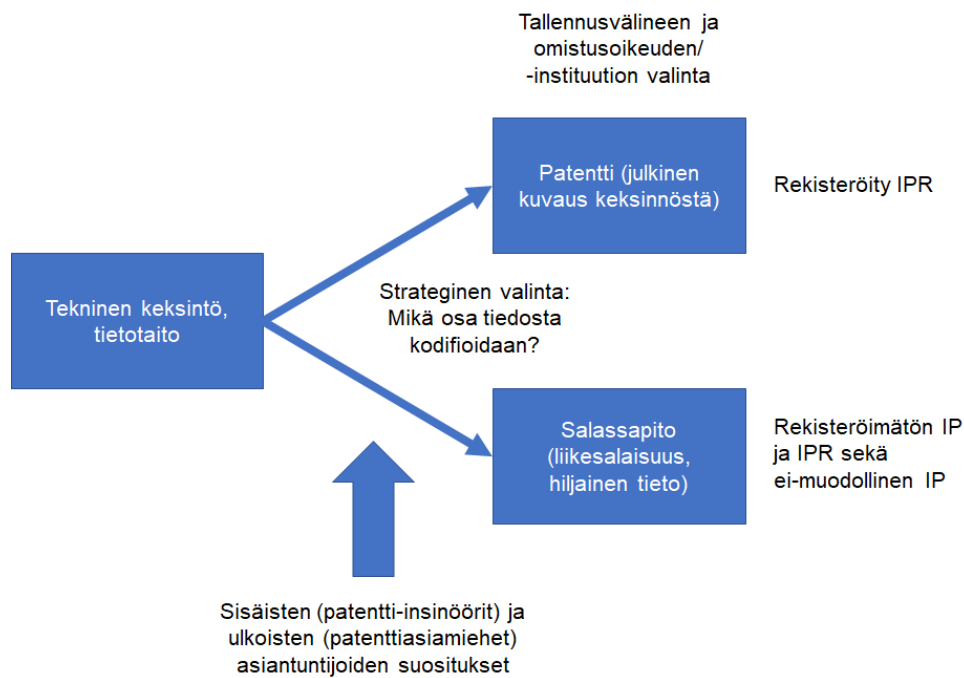 Tallennusvälineen ja
omistusoikeuden/
-instituution valinta
Patentti (julkinen
kuvaus keksinnöstä)
Rekisteröity IPR
Tekninen keksintö,
tietotaito
Strateginen valinta:
Mikä osa tiedosta
kodifioidaan?
Salassapito
(liikesalaisuus,
hiljainen tieto)
Rekisteröimätön IP
ja IPR sekä
ei-muodollinen IP
Sisäisten (patentti-insinöörit) ja
ulkoisten (patenttiasiamiehet)
asiantuntijoiden suositukset